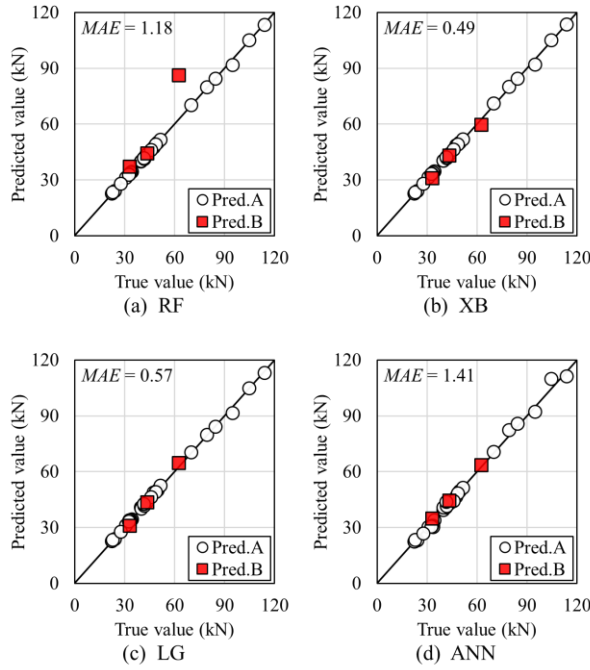 120
90
60
30
0
Predicted value (kN)
MAE = 1.18
Pred.A
Pred.B
0 30 60 90 120
True value (kN)
(a) RF
120
90
60
30
0
Predicted value (kN)
MAE = 0.49
Pred.A
Pred.B
0 30 60 90 120
True value (kN)
(b) XB
120
90
60
30
0
Predicted value (kN)
MAE = 0.57
Pred.A
Pred.B
0 30 60 90 120
True value (kN)
(c) LG
120
90
60
30
0
Predicted value (kN)
MAE = 1.41
Pred.A
Pred.B
0 30 60 90 120
True value (kN)
(d) ANN